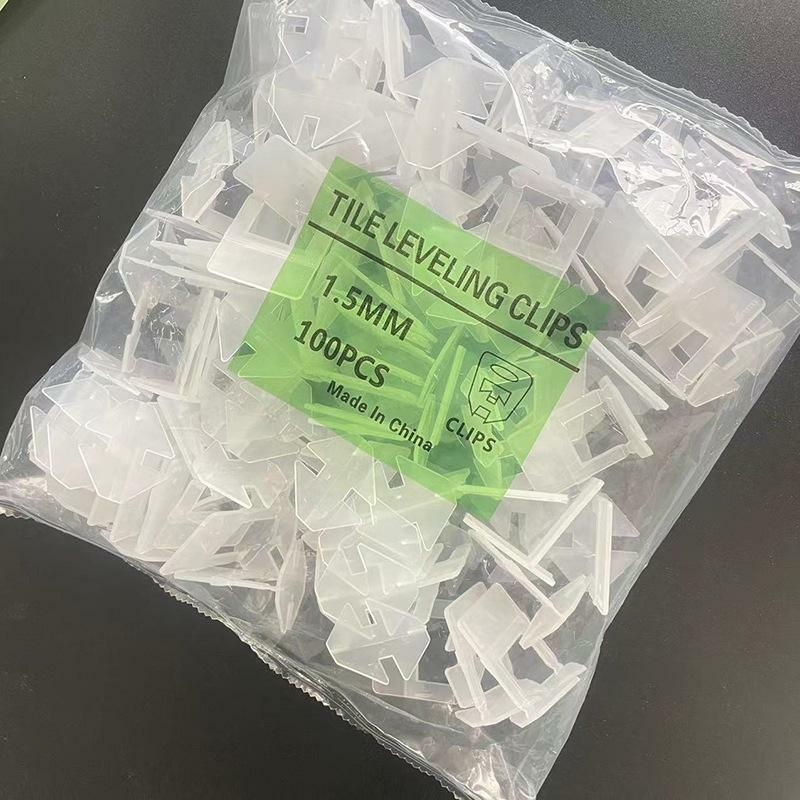 TILE LEVELING CLIPS
1.5MM
100PCS
Made In China
CLIPS